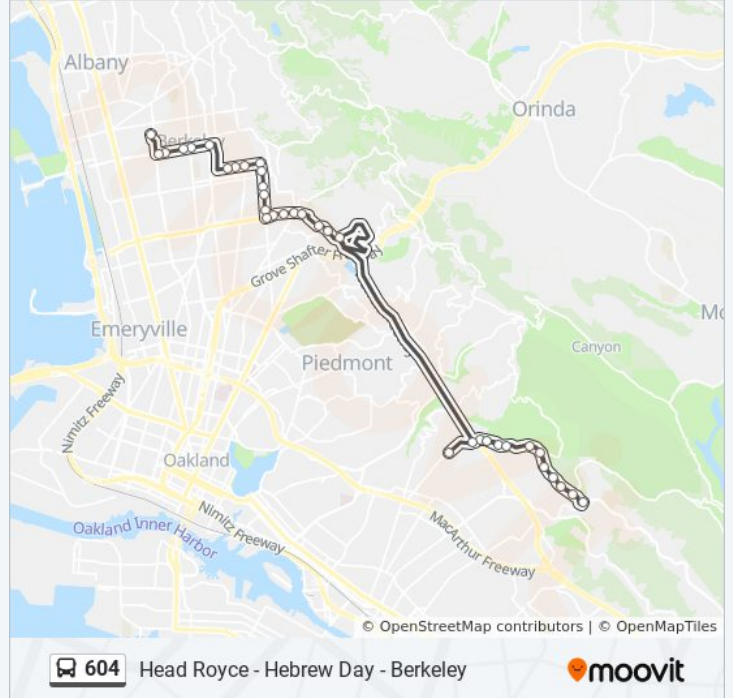 Albany
Orinda
Berkeley
Grove Shafter Freeway
Emeryville
Piedmont
Canyon
Nimitz Freeway
Oakland
Nimitz Freeway
Oakland Inner Harbor
MacArthur Freeway
© OpenStreetMap contributors | © OpenMapTiles
604 Head Royce - Hebrew Day - Berkeley
moovit